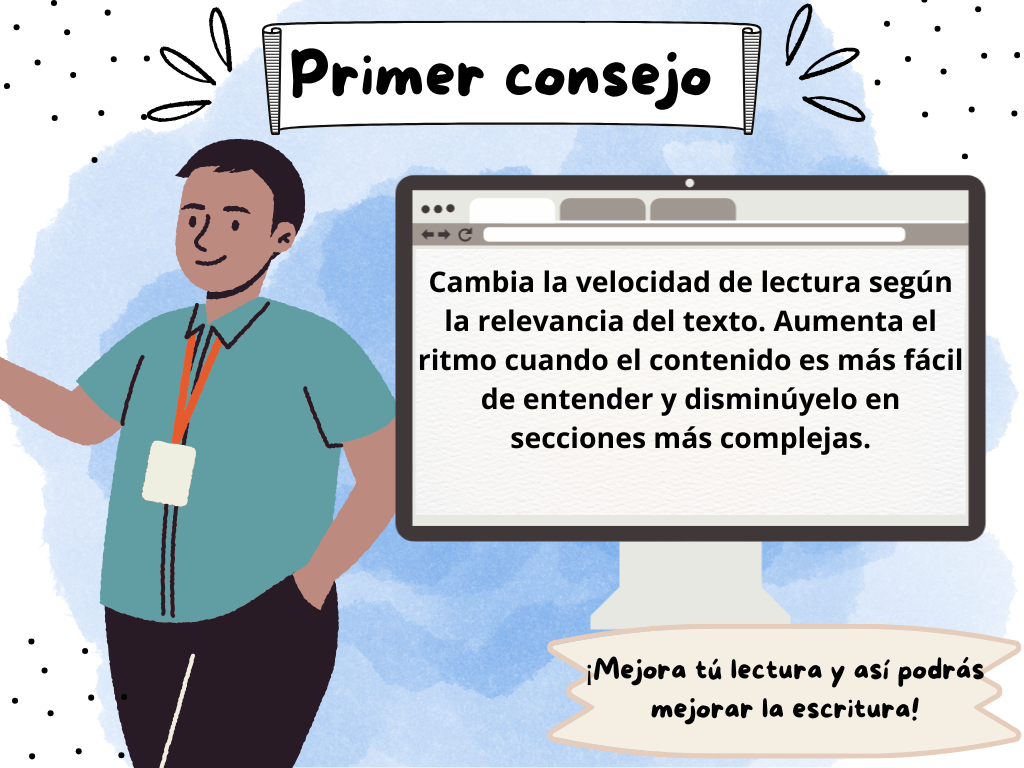 Primer consejo
Cambia la velocidad de lectura según
la relevancia del texto. Aumenta el
ritmo cuando el contenido es más fácil
de entender y disminúyelo en
secciones más complejas.
¡Mejora tú lectura y así podrás
mejorar la escritura!